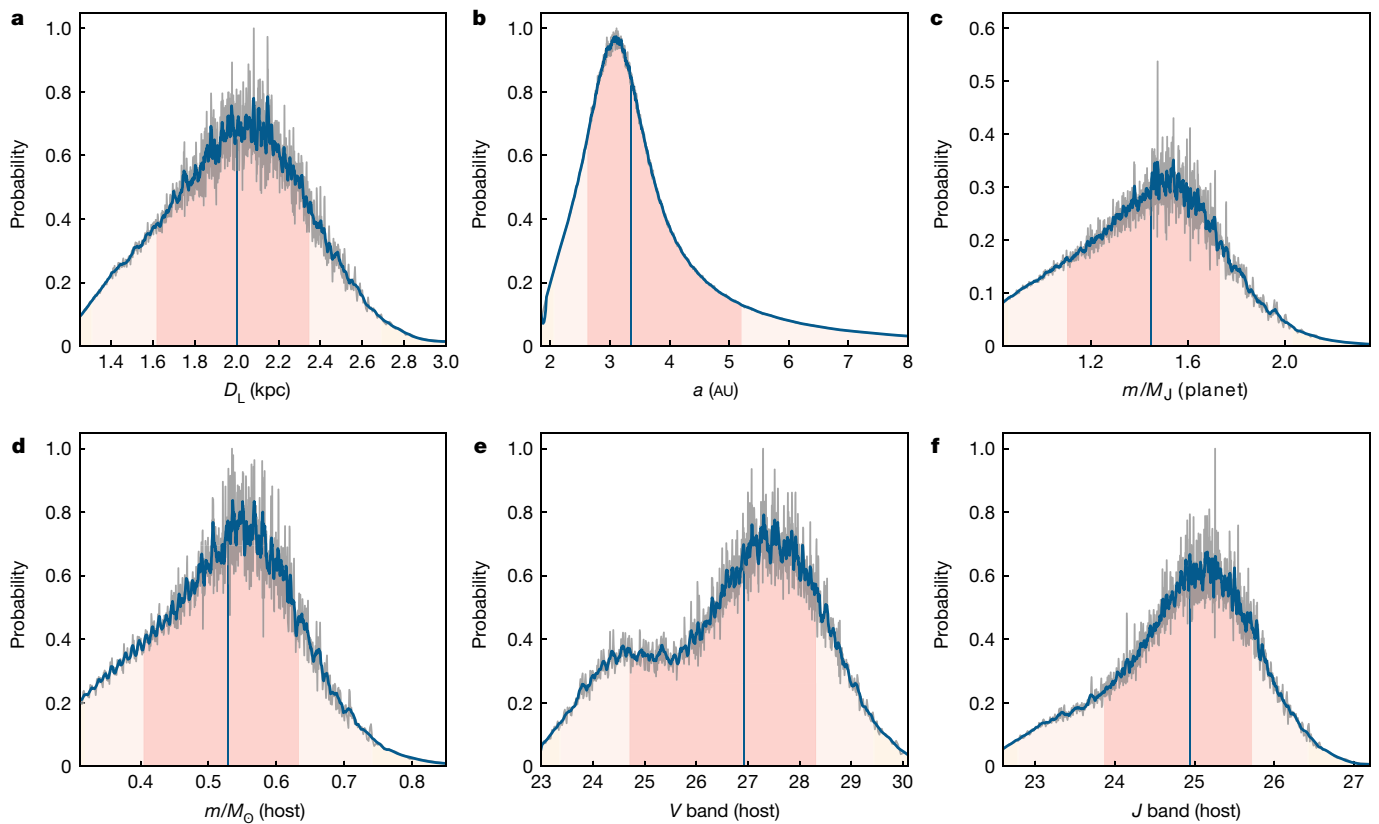 a
1.0
0.8
0.6
0.4
0.2
0
Probability
1.4 1.6 1.8 2.0 2.2 2.4 2.6 2.8 3.0
D_L (kpc)
b
1.0
0.8
0.6
0.4
0.2
0
Probability
2 3 4 5 6 7 8
a (AU)
c
0.6
0.5
0.4
0.3
0.2
0.1
0
Probability
1.2 1.6 2.0
m/M_J (planet)
d
1.0
0.8
0.6
0.4
0.2
0
Probability
0.4 0.5 0.6 0.7 0.8
m/M_⊙ (host)
e
1.0
0.8
0.6
0.4
0.2
0
Probability
23 24 25 26 27 28 29 30
V band (host)
f
1.0
0.8
0.6
0.4
0.2
0
Probability
23 24 25 26 27
J band (host)